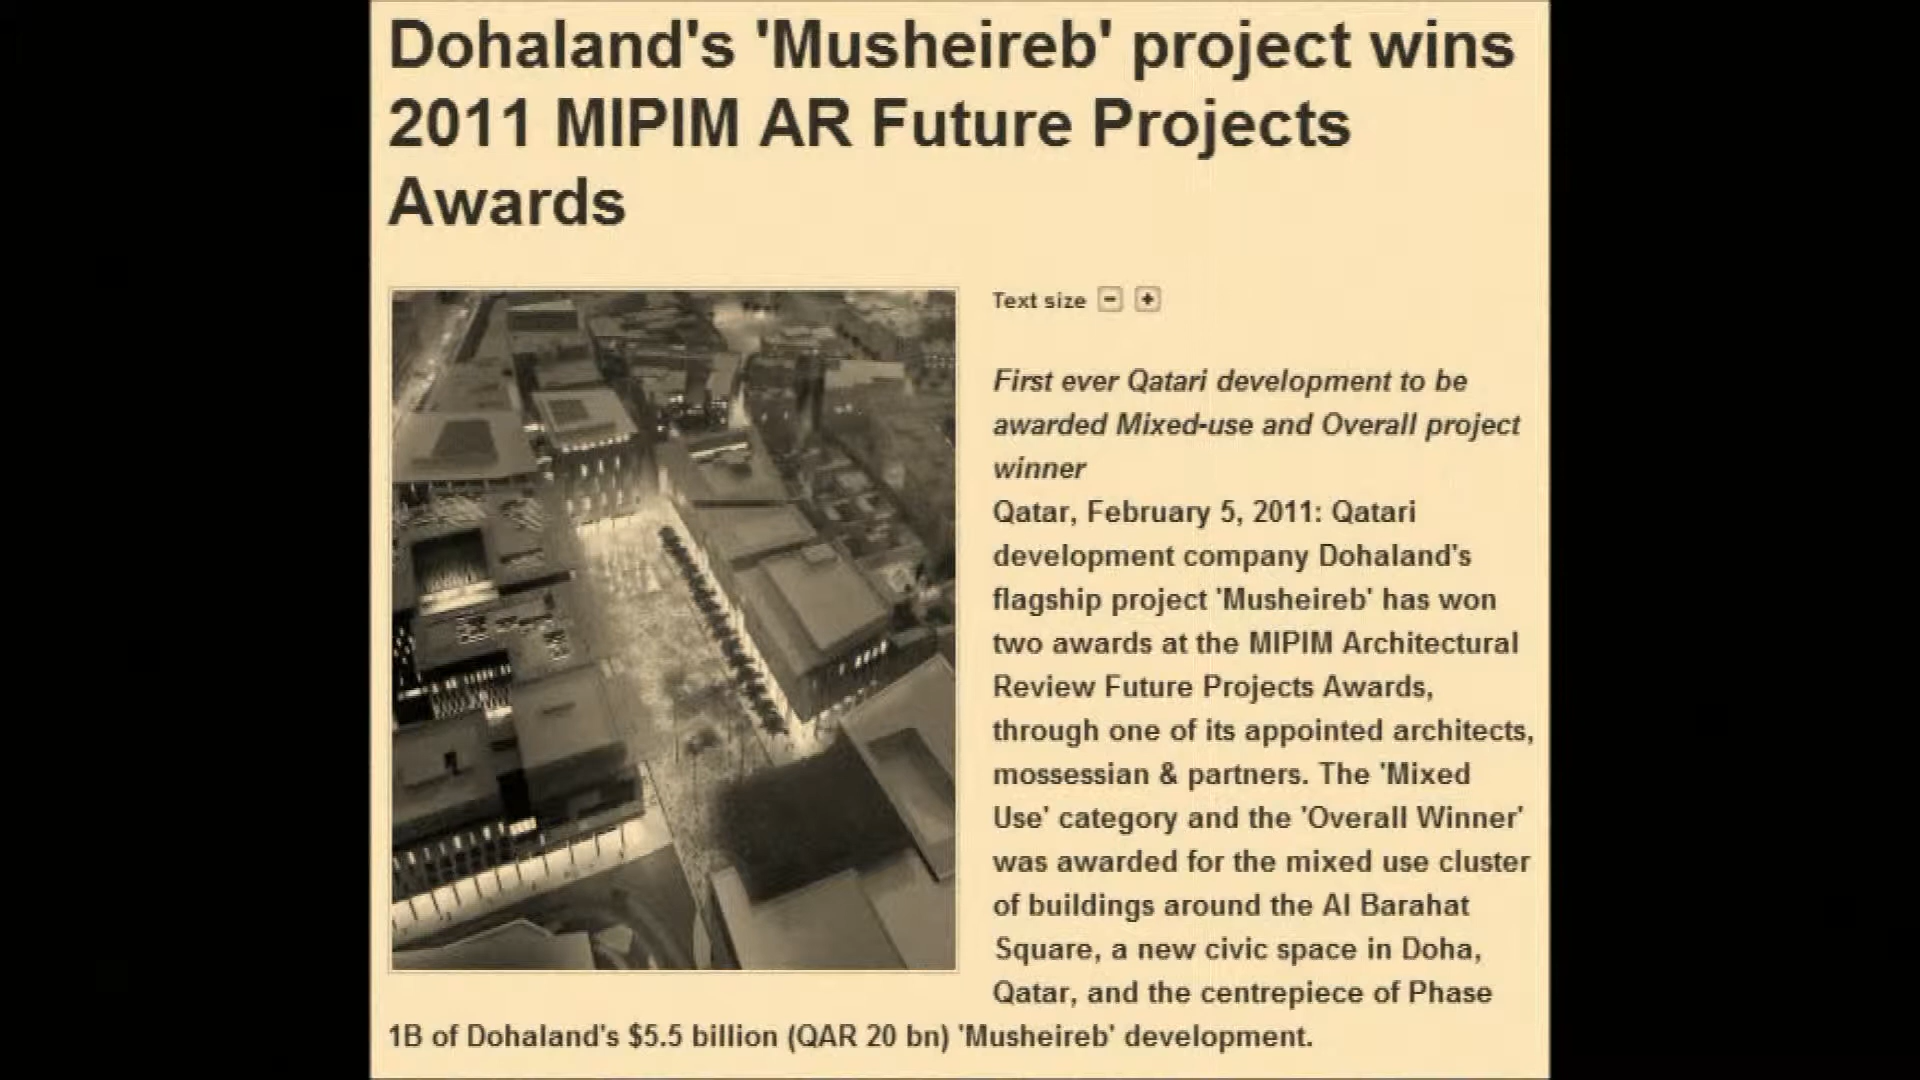 Dohaland's 'Musheireb' project wins
2011 MIPIM AR Future Projects
Awards
Text size - +
First ever Qatari development to be
awarded Mixed-use and Overall project
winner
Qatar, February 5, 2011: Qatari
development company Dohaland's
flagship project 'Musheireb' has won
two awards at the MIPIM Architectural
Review Future Projects Awards,
through one of its appointed architects,
mossessian & partners. The 'Mixed
Use' category and the 'Overall Winner'
was awarded for the mixed use cluster
of buildings around the Al Barahat
Square, a new civic space in Doha,
Qatar, and the centrepiece of Phase
1B of Dohaland's $5.5 billion (QAR 20 bn) 'Musheireb' development.